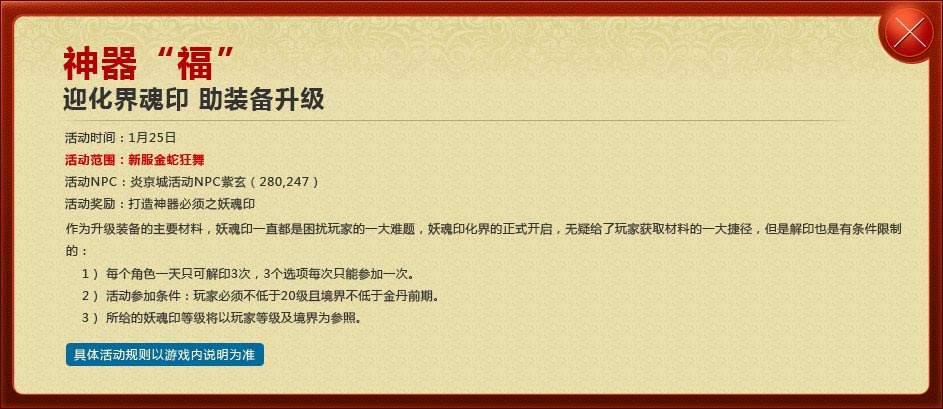 神器“福”
迎化界魂印 助装备升级
活动时间：1月25日
活动范围：新服金蛇狂舞
活动NPC：炎京城活动NPC紫玄（280,247）
活动奖励：打造神器必须之妖魂印
作为升级装备的主要材料，妖魂印一直都是困扰玩家的一大难题，妖魂印化界的正式开启，无疑给了玩家获取材料的一大捷径，但是解印也是有条件限制
的：
1） 每个角色一天只可解印3次，3个选项每次只能参加一次。
2） 活动参加条件：玩家必须不低于20级且境界不低于金丹前期。
3） 所给的妖魂印等级将以玩家等级及境界为参照。
具体活动规则以游戏内说明为准